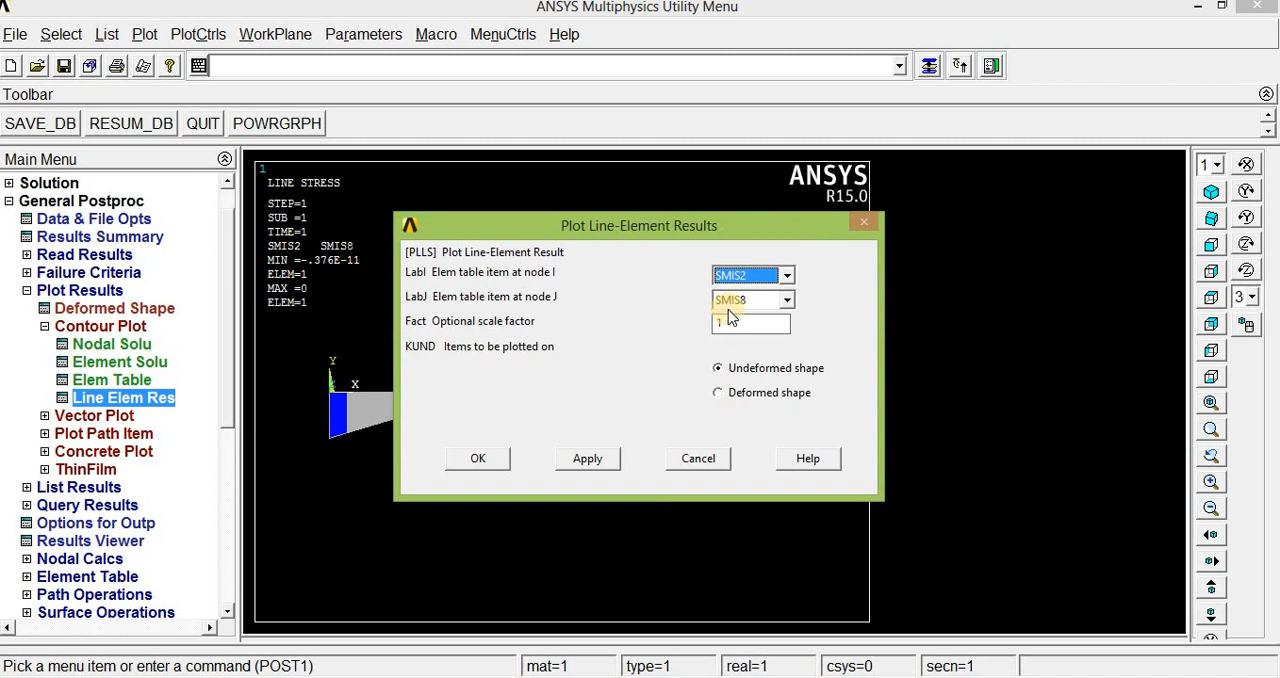 ANSYS Multiphysics Utility Menu
File Select List Plot PlotCtrls WorkPlane Parameters Macro MenuCtrls Help
Toolbar
SAVE_DB RESUM_DB QUIT POWRGRPH
Main Menu
Solution
General Postproc
Data & File Opts
Results Summary
Read Results
Failure Criteria
Plot Results
Deformed Shape
Contour Plot
Nodal Solu
Element Solu
Elem Table
Line Elem Res
Vector Plot
Plot Path Item
Concrete Plot
ThinFilm
List Results
Query Results
Options for Outp
Results Viewer
Nodal Calcs
Element Table
Path Operations
Surface Operations
1
LINE STRESS
STEP=1
SUB =1
TIME=1
SMIS2 SMIS8
MIN =-.376E-11
ELEM=1
MAX =0
ELEM=1
ANSYS
R15.0
Y
X
Plot Line-Element Results
[PLLS] Plot Line-Element Result
LabI Elem table item at node I
SMIS2
LabJ Elem table item at node J
SMIS8
Fact Optional scale factor
1
KUND Items to be plotted on
Undeformed shape
Deformed shape
OK Apply Cancel Help
1
3
Pick a menu item or enter a command (POST1)
mat=1
type=1
real=1
csys=0
secn=1